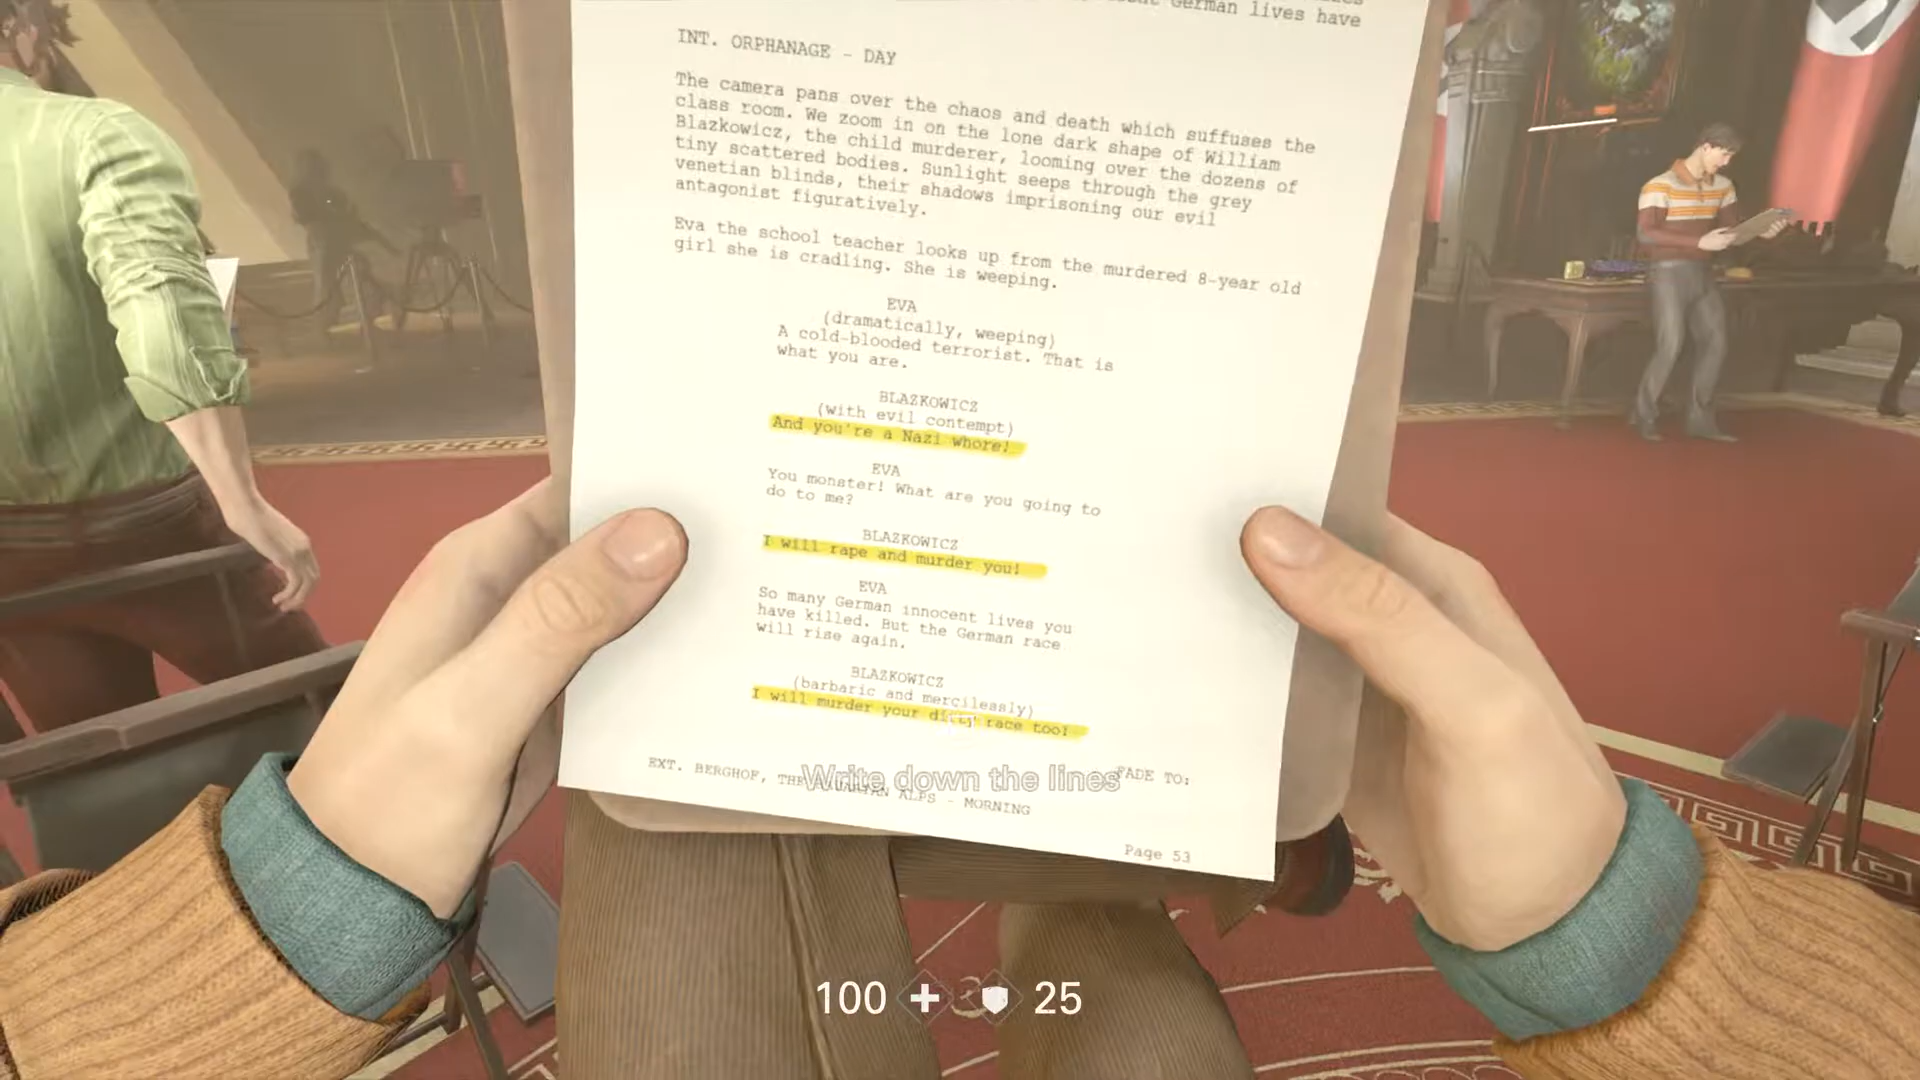 German lives have
INT. ORPHANAGE - DAY
The camera pans over the chaos and death which suffuses the
class room. We zoom in on the lone dark shape of William
Blazkowicz, the child murderer, looming over the dozens of
tiny scattered bodies. Sunlight seeps through the grey
venetian blinds, their shadows imprisoning our evil
antagonist figuratively.
Eva the school teacher looks up from the murdered 8-year old
girl she is cradling. She is weeping.
EVA
(dramatically, weeping)
A cold-blooded terrorist. That is
what you are.
BLAZKOWICZ
(with evil contempt)
And you're a Nazi whore!
EVA
You monster! What are you going to
do to me?
BLAZKOWICZ
I will rape and murder you!
EVA
So many German innocent lives you
have killed. But the German race
will rise again.
BLAZKOWICZ
(barbaric and mercilessly)
I will murder your dirty race too!
FADE TO:
Write down the lines
EXT. BERGHOF, THE BAVARIAN ALPS - MORNING
Page 53
100 25